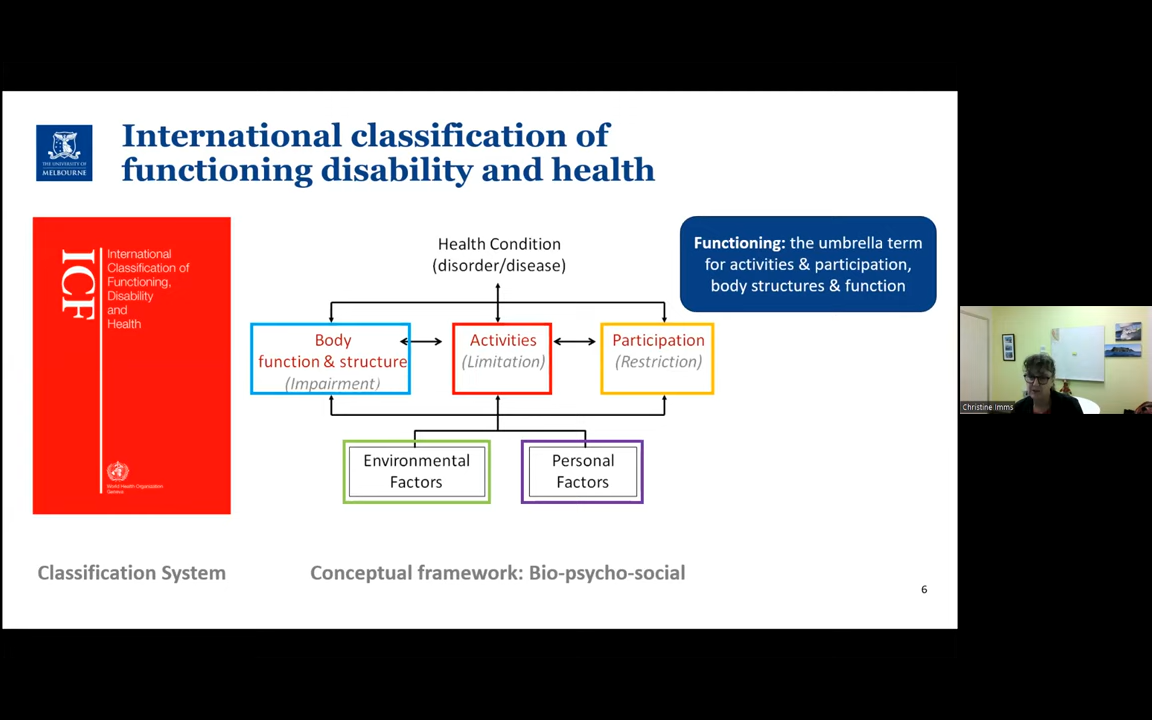 International classification of
functioning disability and health
THE UNIVERSITY OF
MELBOURNE
ICF
International
Classification of
Functioning,
Disability
and
Health
World Health Organization
Geneva
Health Condition
(disorder/disease)
Functioning: the umbrella term
for activities & participation,
body structures & function
Body
function & structure
(Impairment)
Activities
(Limitation)
Participation
(Restriction)
Environmental
Factors
Personal
Factors
Classification System
Conceptual framework: Bio-psycho-social
6
Christine Imms